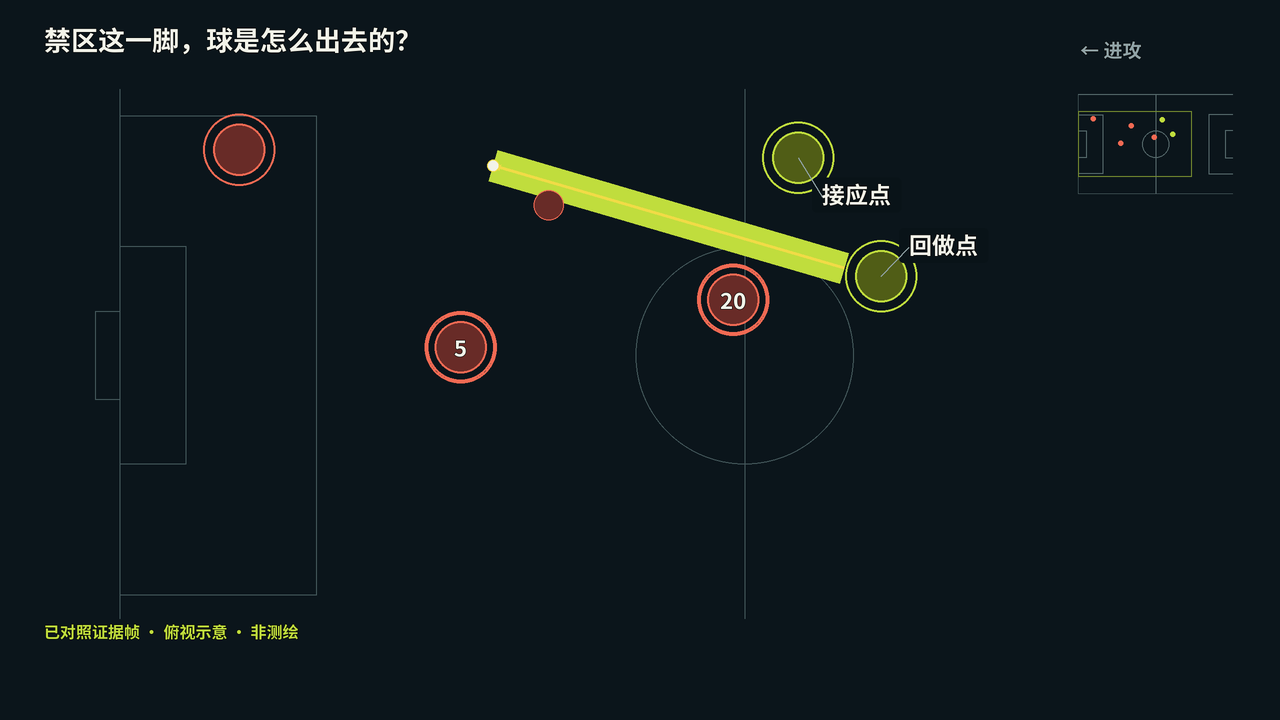 禁区这一脚，球是怎么出去的？
← 进攻
接应点
回做点
20
5
已对照证据帧 · 俯视示意 · 非测绘